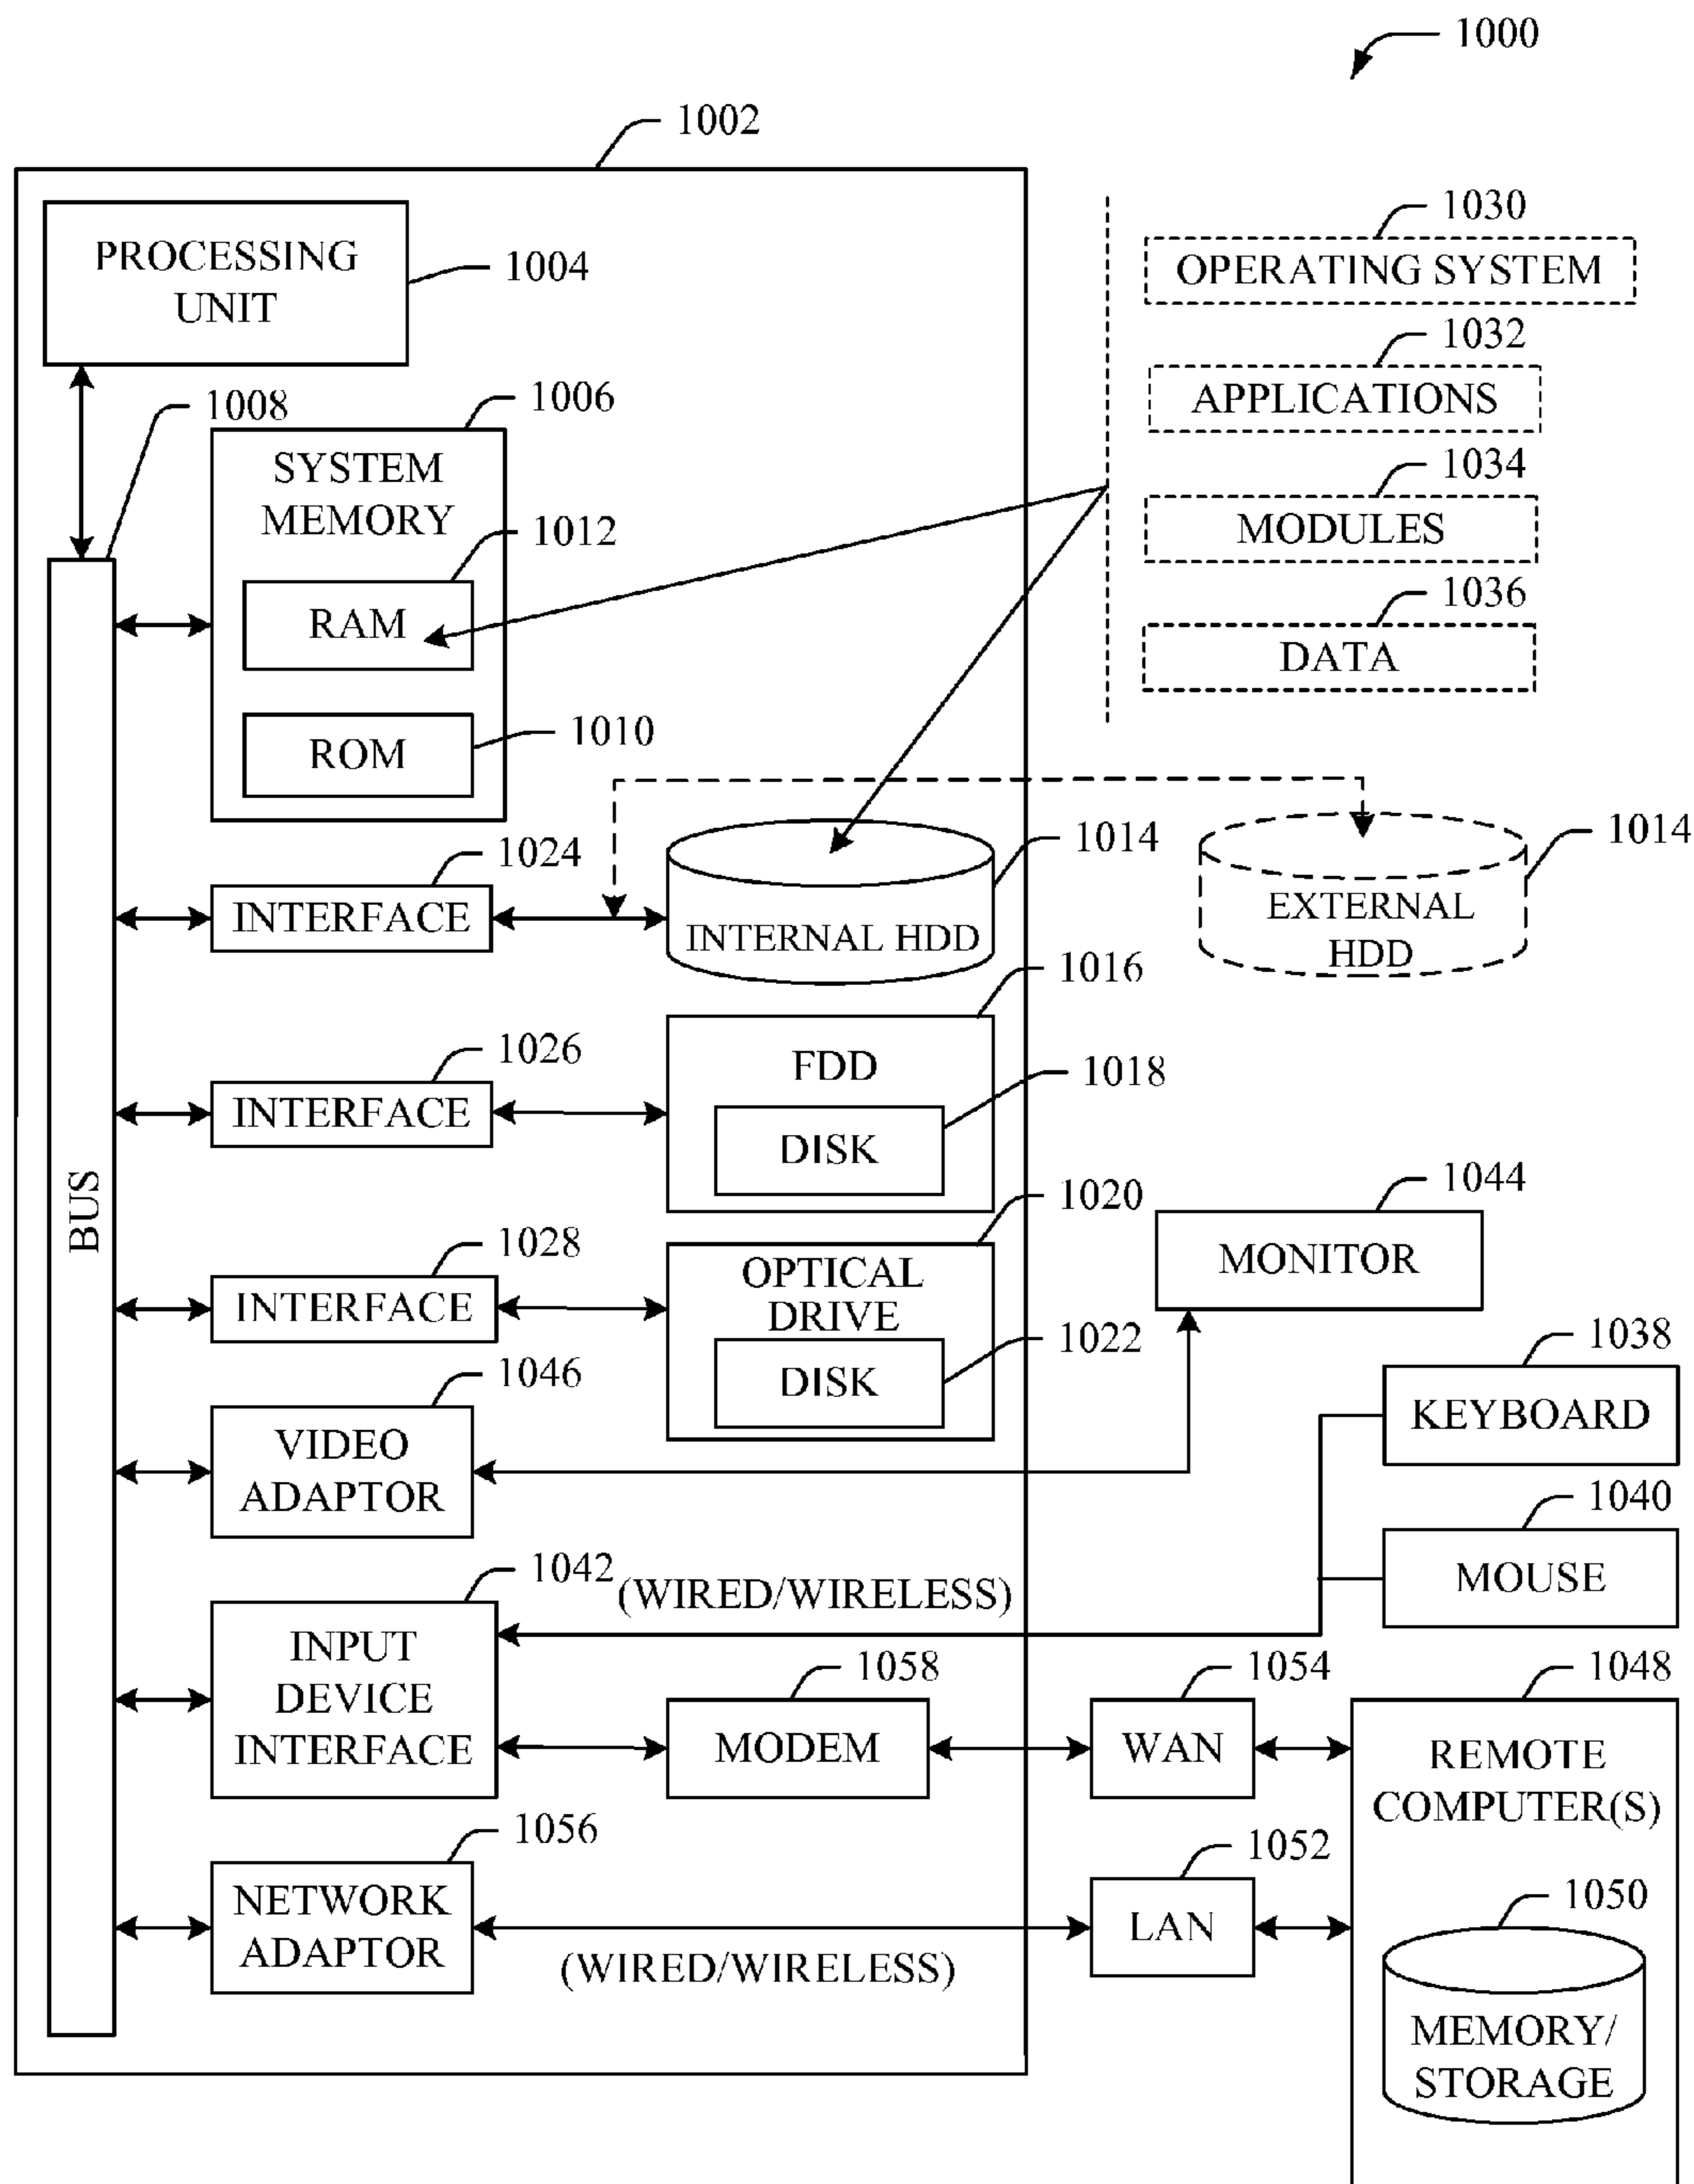 1000
1002
PROCESSING
UNIT
1004
1030
OPERATING SYSTEM
1032
APPLICATIONS
1034
MODULES
1036
DATA
1008
1006
SYSTEM
MEMORY
1012
RAM
1010
ROM
1024
INTERFACE
1014
INTERNAL HDD
1014
EXTERNAL
HDD
1026
INTERFACE
1016
FDD
1018
DISK
BUS
1028
INTERFACE
1020
OPTICAL
DRIVE
1022
DISK
1044
MONITOR
1046
VIDEO
ADAPTOR
1038
KEYBOARD
1040
MOUSE
1042
(WIRED/WIRELESS)
INPUT
DEVICE
INTERFACE
1058
MODEM
1054
WAN
1048
REMOTE
COMPUTER(S)
1056
NETWORK
ADAPTOR
(WIRED/WIRELESS)
1052
LAN
1050
MEMORY/
STORAGE